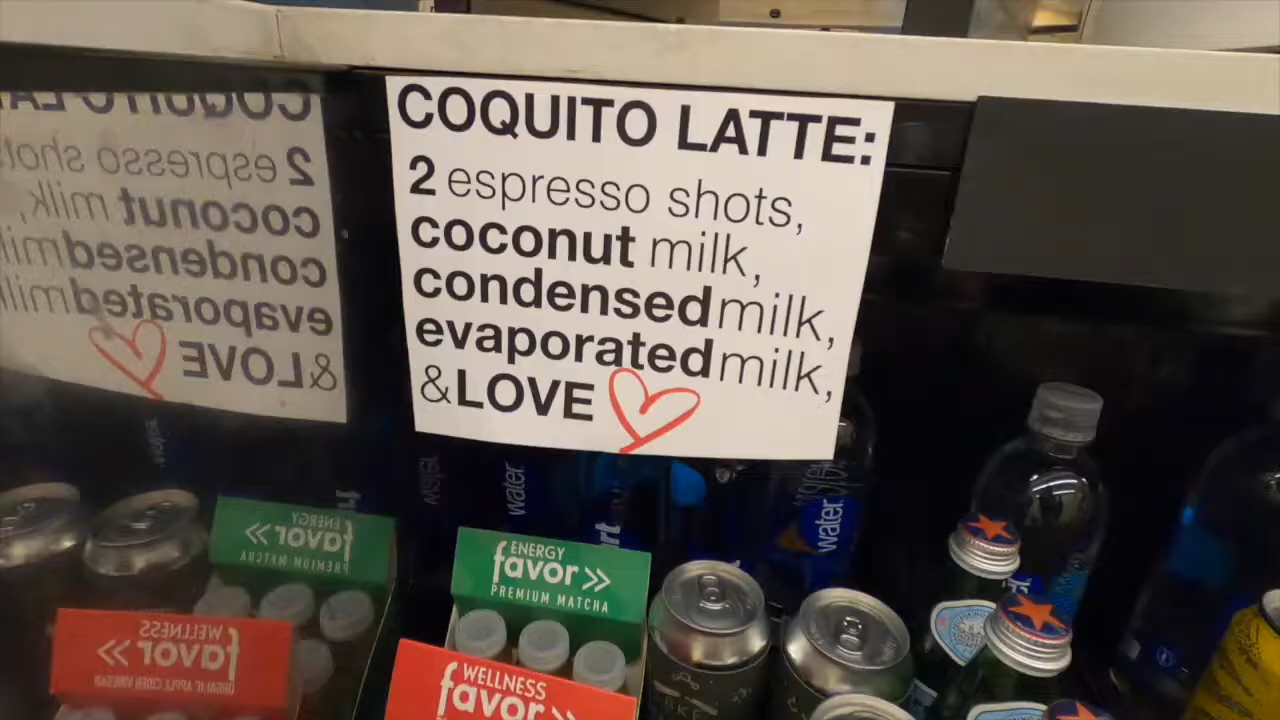 COQUITO LATTE:
2 espresso shots,
coconut milk,
condensed milk,
evaporated milk,
& LOVE
ENERGY
favor
PREMIUM MATCHA
WELLNESS
favor
water
water